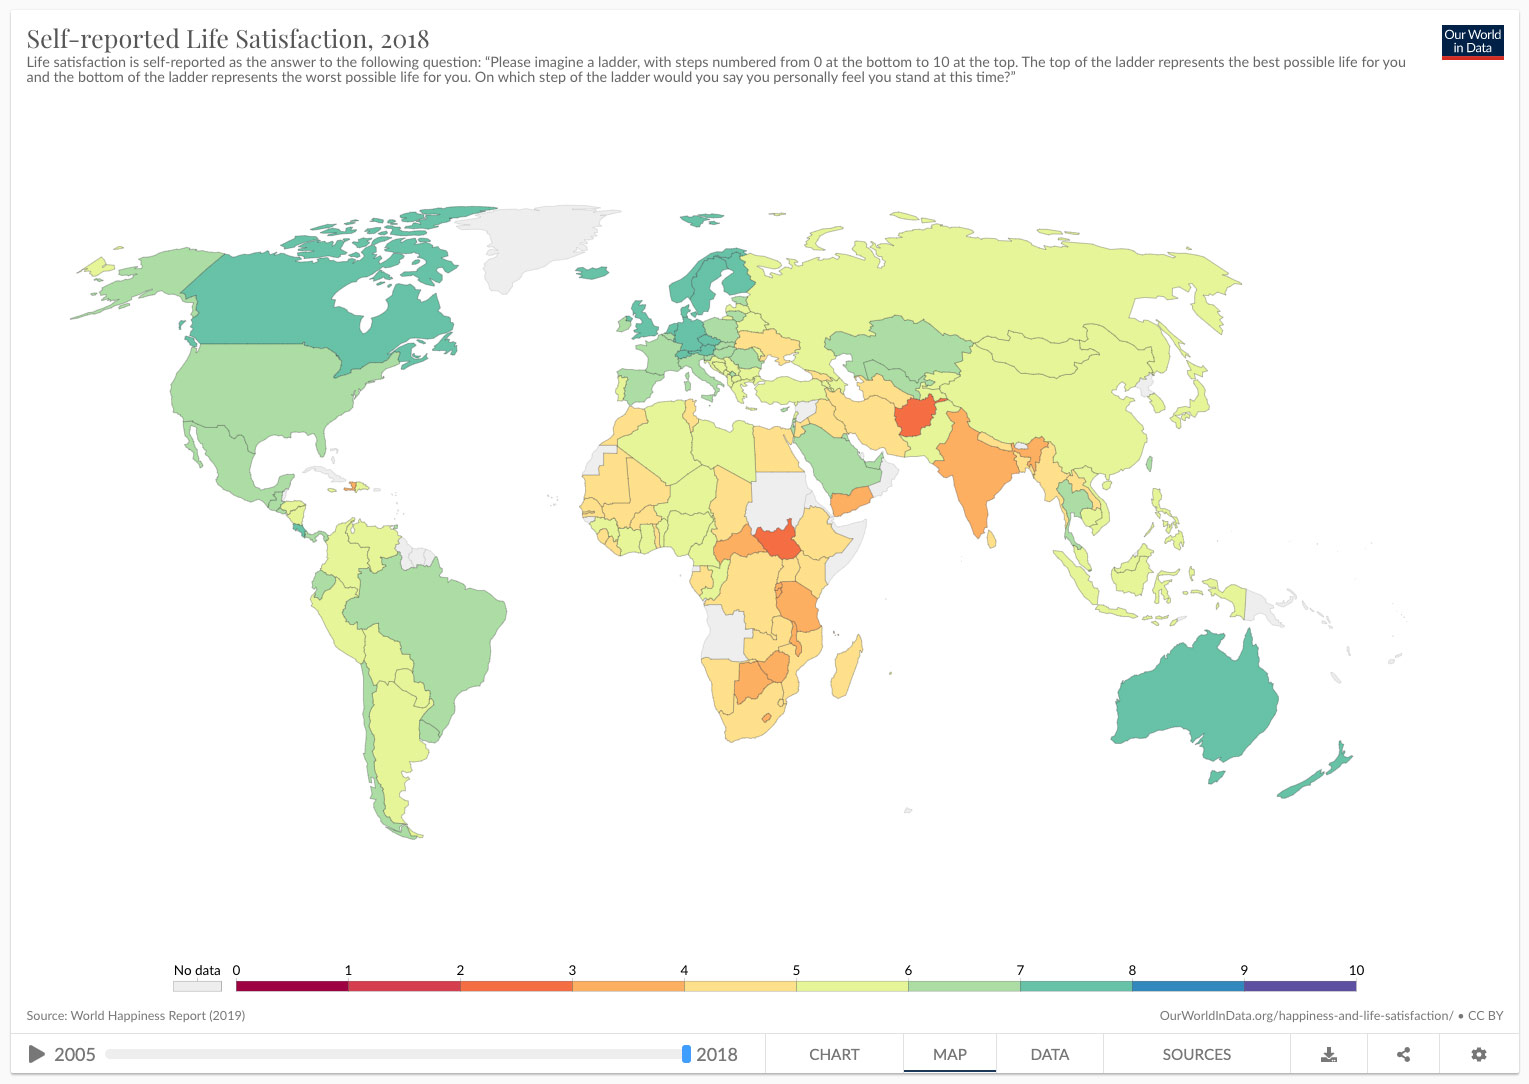 Self-reported Life Satisfaction, 2018
Our World
in Data
Life satisfaction is self-reported as the answer to the following question: “Please imagine a ladder, with steps numbered from 0 at the bottom to 10 at the top. The top of the ladder represents the best possible life for you
and the bottom of the ladder represents the worst possible life for you. On which step of the ladder would you say you personally feel you stand at this time?”
No data 0 1 2 3 4 5 6 7 8 9 10
Source: World Happiness Report (2019)
OurWorldInData.org/happiness-and-life-satisfaction/ • CC BY
2005 2018 CHART MAP DATA SOURCES